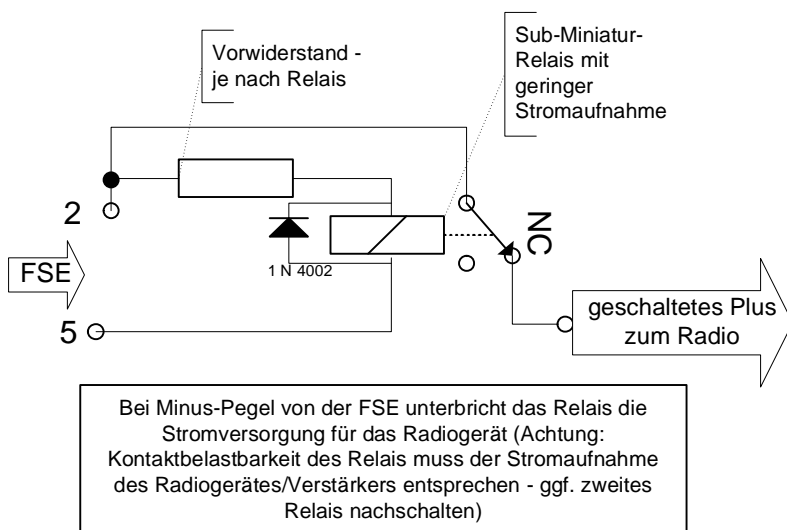 Vorwiderstand -
je nach Relais
Sub-Miniatur-
Relais mit
geringer
Stromaufnahme
2
NC
FSE
1 N 4002
5
geschaltetes Plus
zum Radio
Bei Minus-Pegel von der FSE unterbricht das Relais die
Stromversorgung für das Radiogerät (Achtung:
Kontaktbelastbarkeit des Relais muss der Stromaufnahme
des Radiogerätes/Verstärkers entsprechen - ggf. zweites
Relais nachschalten)